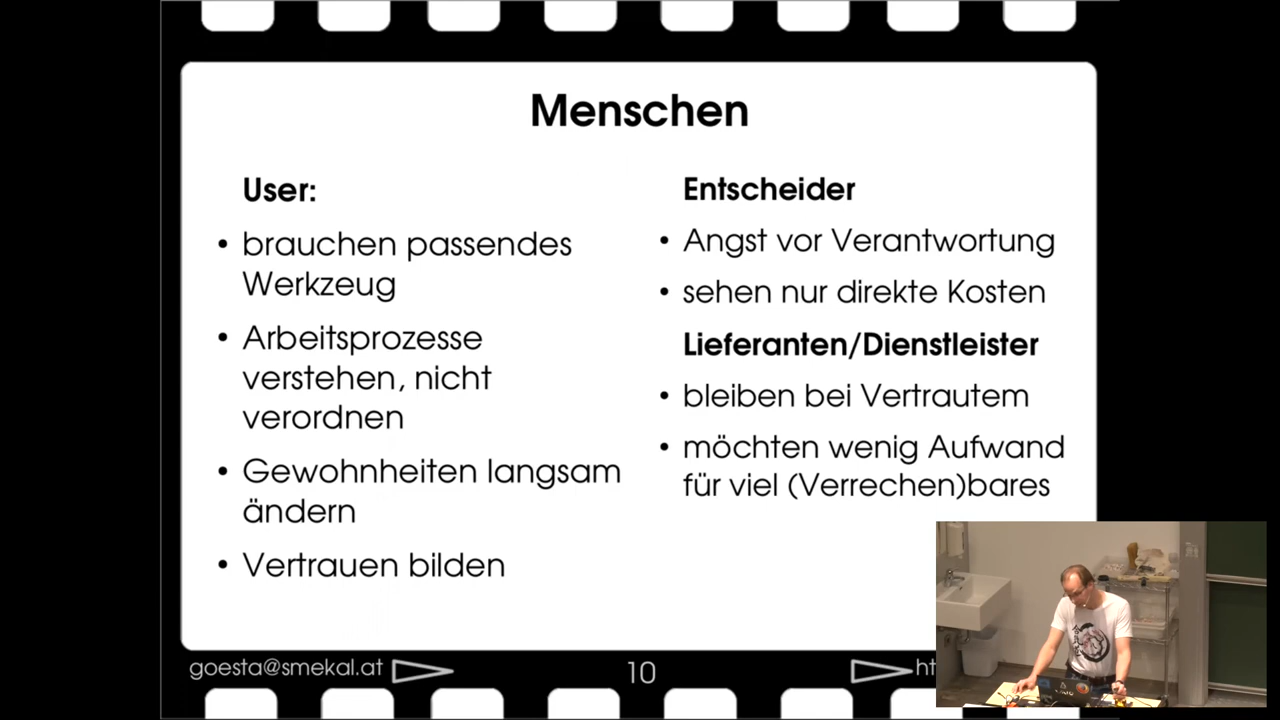 Menschen
User:
• brauchen passendes
Werkzeug
• Arbeitsprozesse
verstehen, nicht
verordnen
• Gewohnheiten langsam
ändern
• Vertrauen bilden
Entscheider
• Angst vor Verantwortung
• sehen nur direkte Kosten
Lieferanten/Dienstleister
• bleiben bei Vertrautem
• möchten wenig Aufwand
für viel (Verrechen)bares
goesta@smekal.at
10
ht